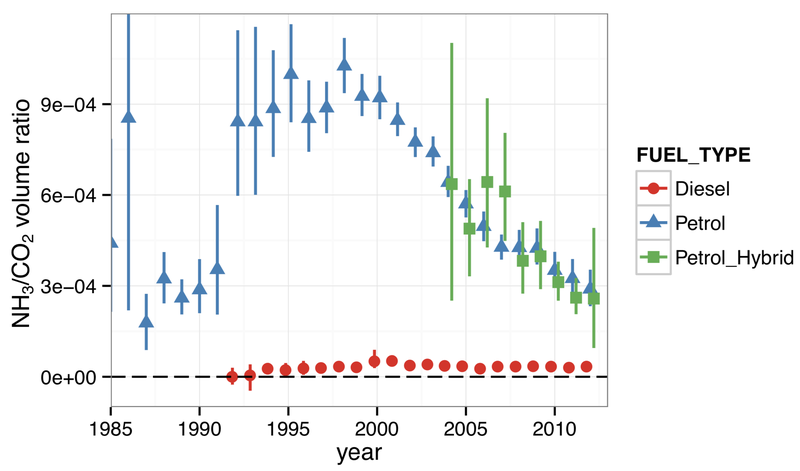 NH₃/CO₂ volume ratio
9e−04
6e−04
3e−04
0e+00
1985 1990 1995 2000 2005 2010
year
FUEL_TYPE
Diesel
Petrol
Petrol_Hybrid